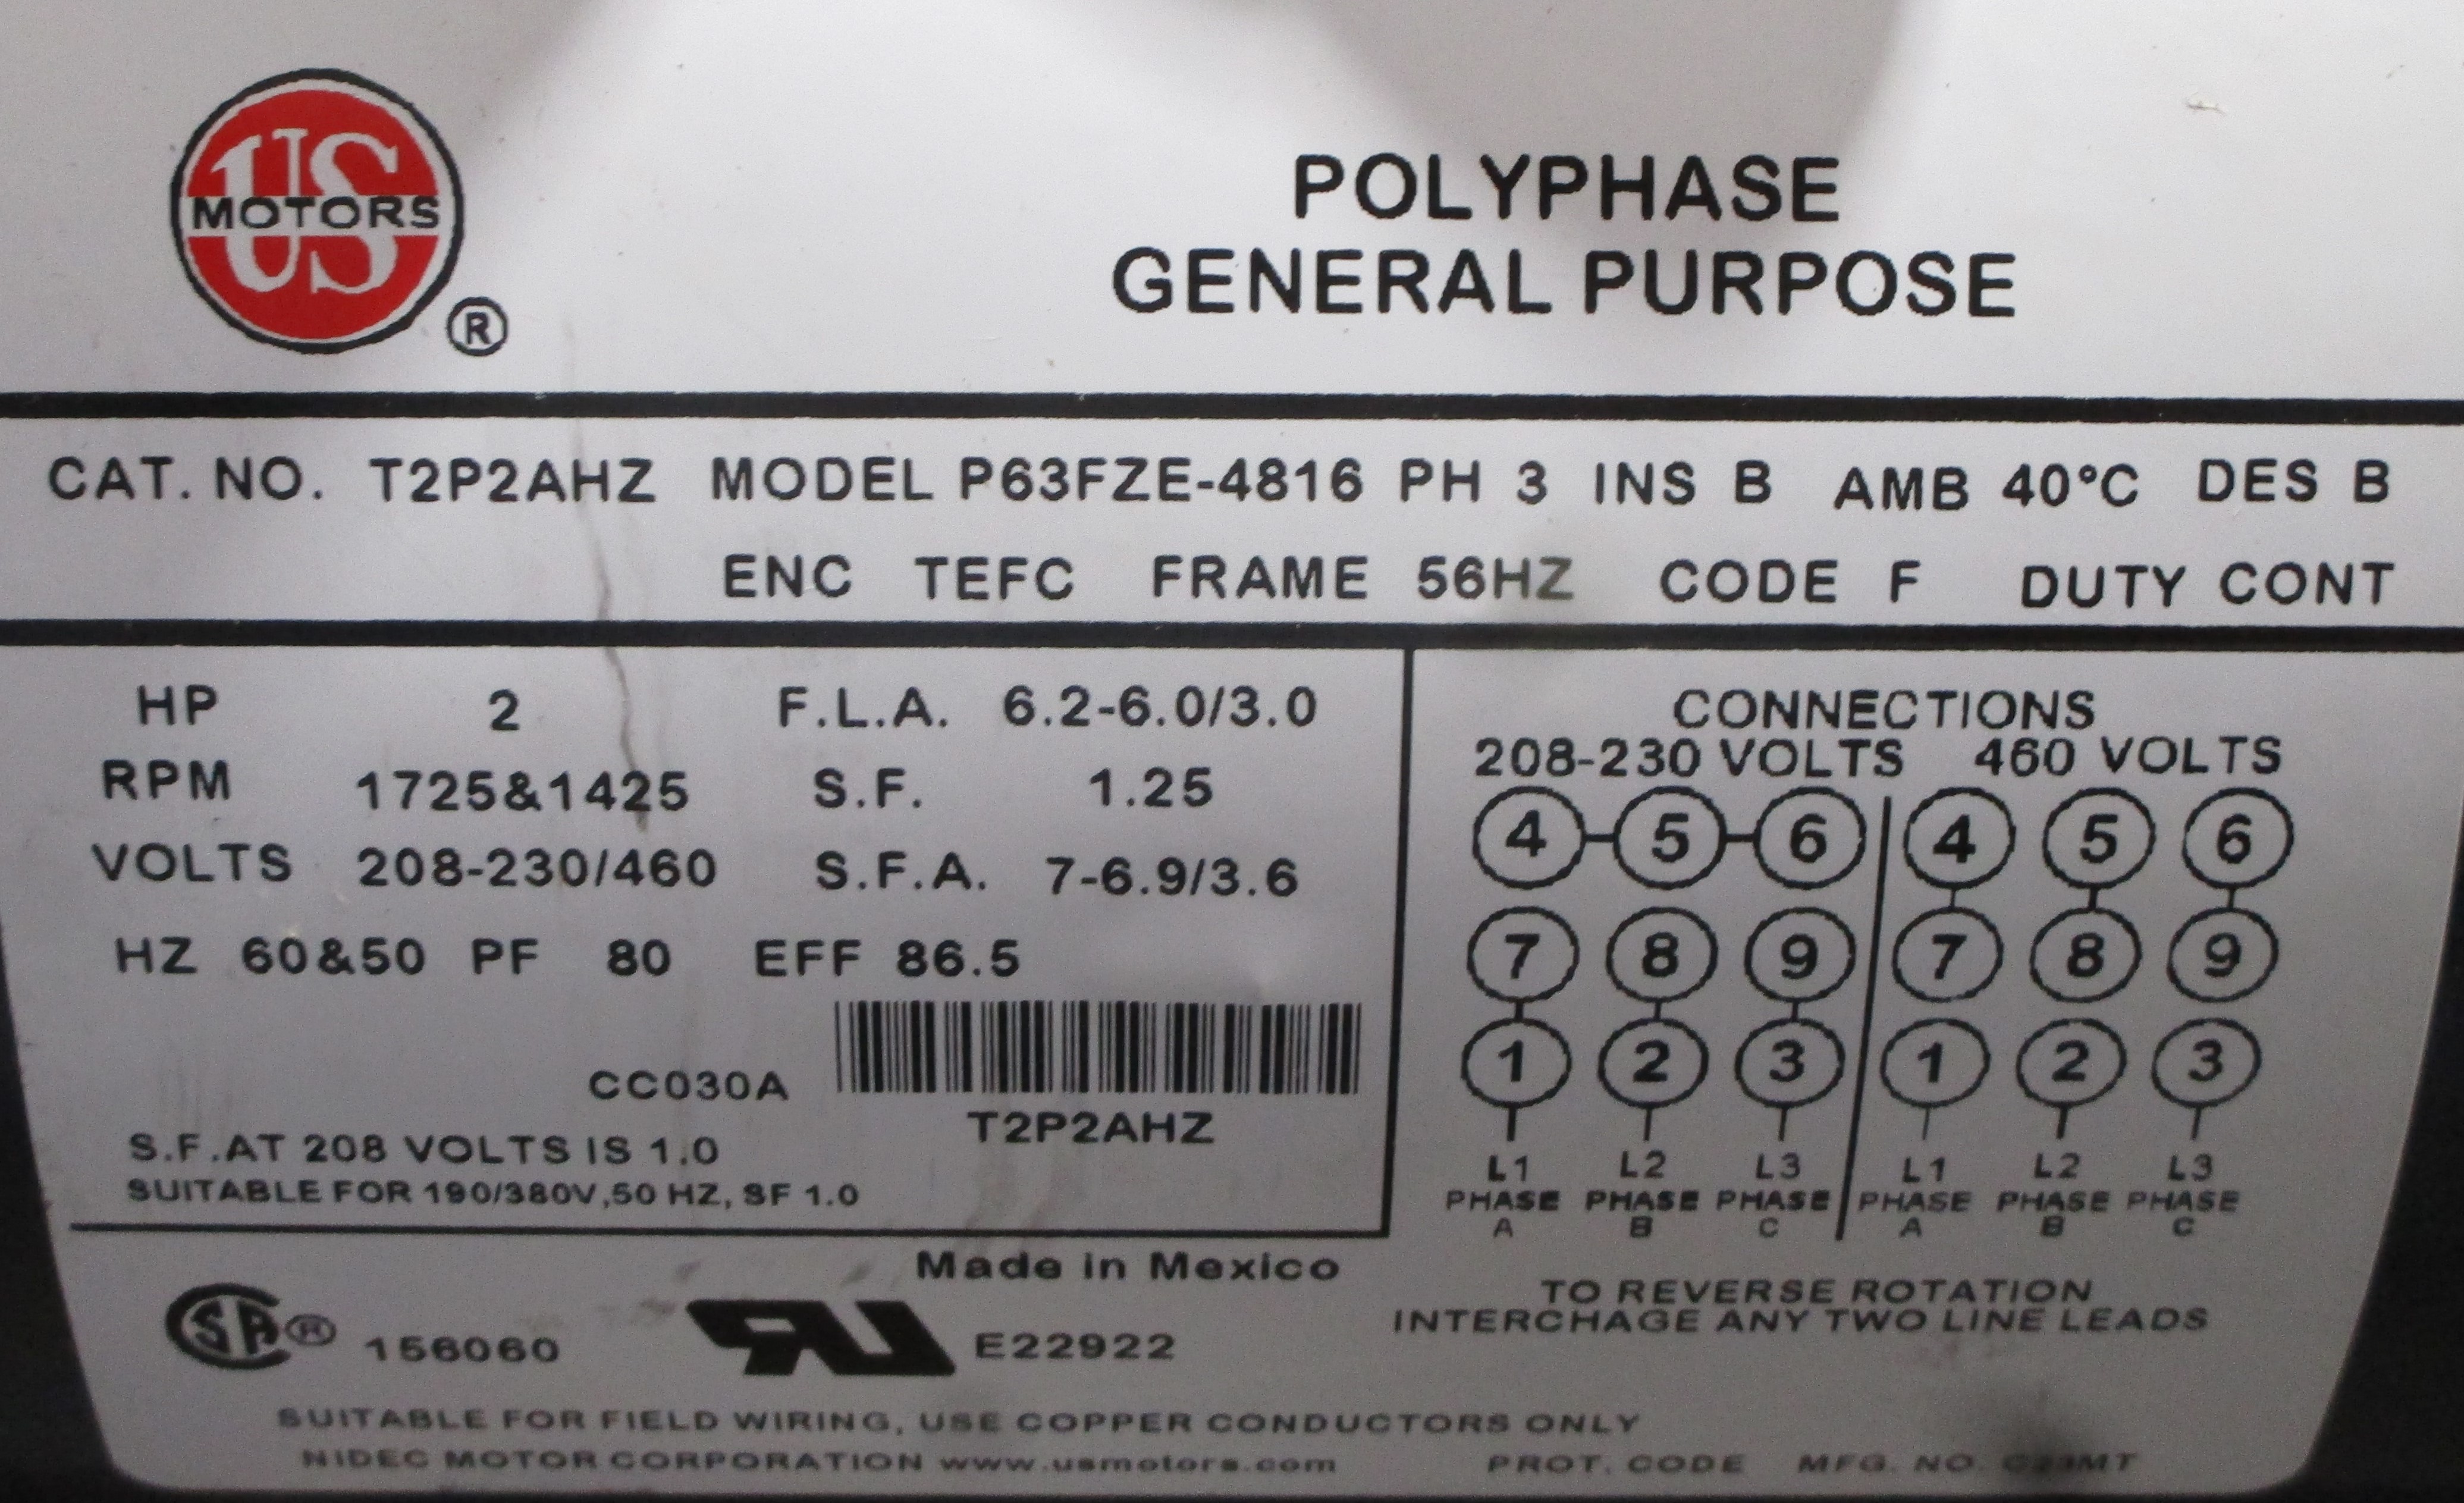 US
MOTORS
®
POLYPHASE
GENERAL PURPOSE
CAT. NO. T2P2AHZ MODEL P63FZE-4816 PH 3 INS B AMB 40°C DES B
ENC TEFC FRAME 56HZ CODE F DUTY CONT
HP 2 F.L.A. 6.2-6.0/3.0
RPM 1725&1425 S.F. 1.25
VOLTS 208-230/460 S.F.A. 7-6.9/3.6
HZ 60&50 PF 80 EFF 86.5
CC030A
T2P2AHZ
S.F.AT 208 VOLTS IS 1.0
SUITABLE FOR 190/380V,50 HZ, SF 1.0
CONNECTIONS
208-230 VOLTS 460 VOLTS
4 5 6 4 5 6
7 8 9 7 8 9
1 2 3 1 2 3
L1 L2 L3 L1 L2 L3
PHASE PHASE PHASE PHASE PHASE PHASE
A B C A B C
TO REVERSE ROTATION
INTERCHAGE ANY TWO LINE LEADS
Made in Mexico
SA® 156060 RU E22922
SUITABLE FOR FIELD WIRING, USE COPPER CONDUCTORS ONLY
NIDEC MOTOR CORPORATION www.usmotors.com PROT. CODE MFG. NO.